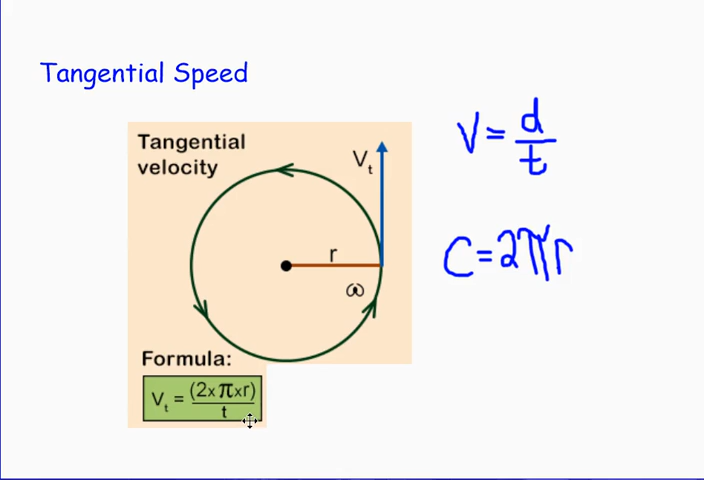 Tangential Speed
Tangential
velocity
Vt
r
ω
Formula:
Vt = (2xπxr)/t
V = d/t
C = 2πr